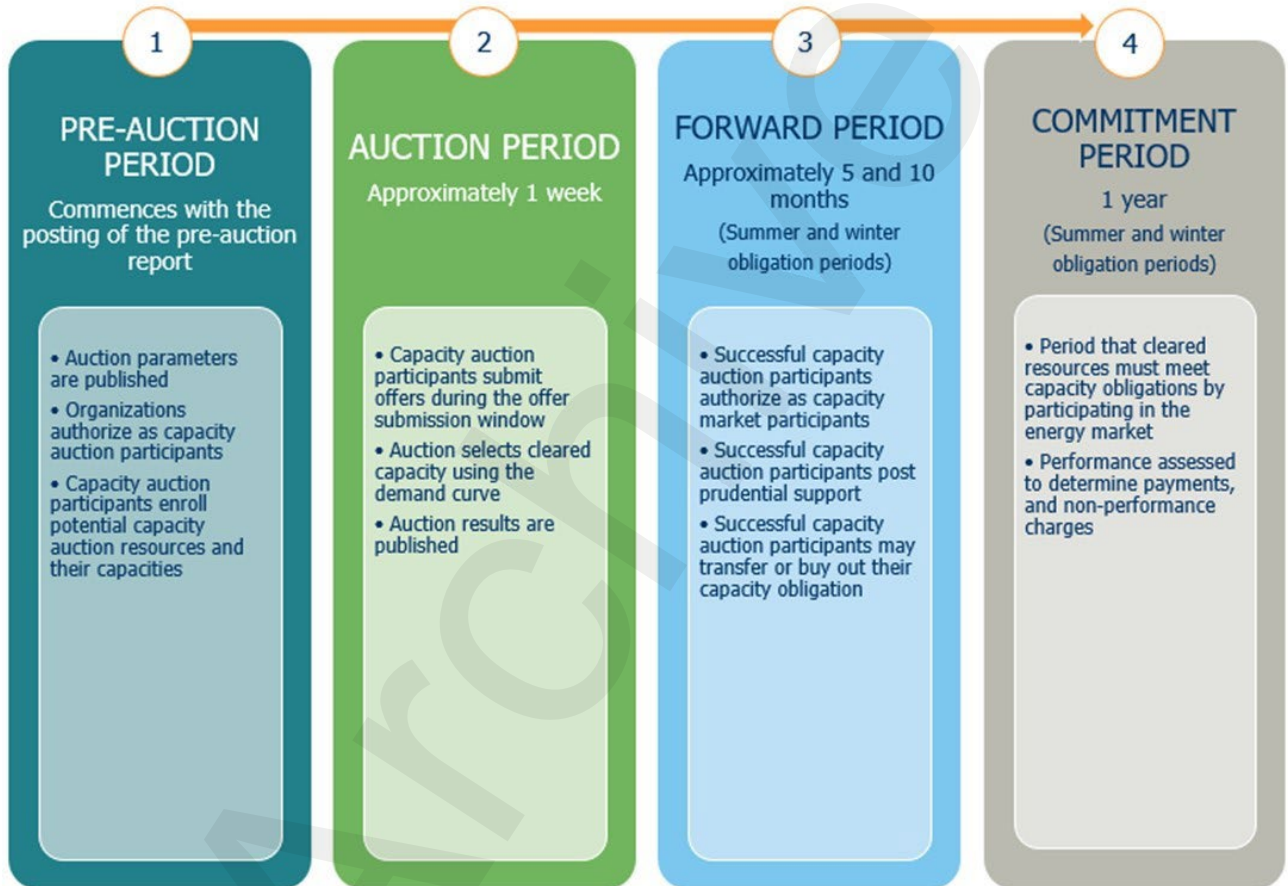 1
PRE-AUCTION
PERIOD
Commences with the
posting of the pre-auction
report
• Auction parameters
are published
• Organizations
authorize as capacity
auction participants
• Capacity auction
participants enroll
potential capacity
auction resources and
their capacities
2
AUCTION PERIOD
Approximately 1 week
• Capacity auction
participants submit
offers during the offer
submission window
• Auction selects cleared
capacity using the
demand curve
• Auction results are
published
3
FORWARD PERIOD
Approximately 5 and 10
months
(Summer and winter
obligation periods)
• Successful capacity
auction participants
authorize as capacity
market participants
• Successful capacity
auction participants post
prudential support
• Successful capacity
auction participants may
transfer or buy out their
capacity obligation
4
COMMITMENT
PERIOD
1 year
(Summer and winter
obligation periods)
• Period that cleared
resources must meet
capacity obligations by
participating in the
energy market
• Performance assessed
to determine payments,
and non-performance
charges
Archive